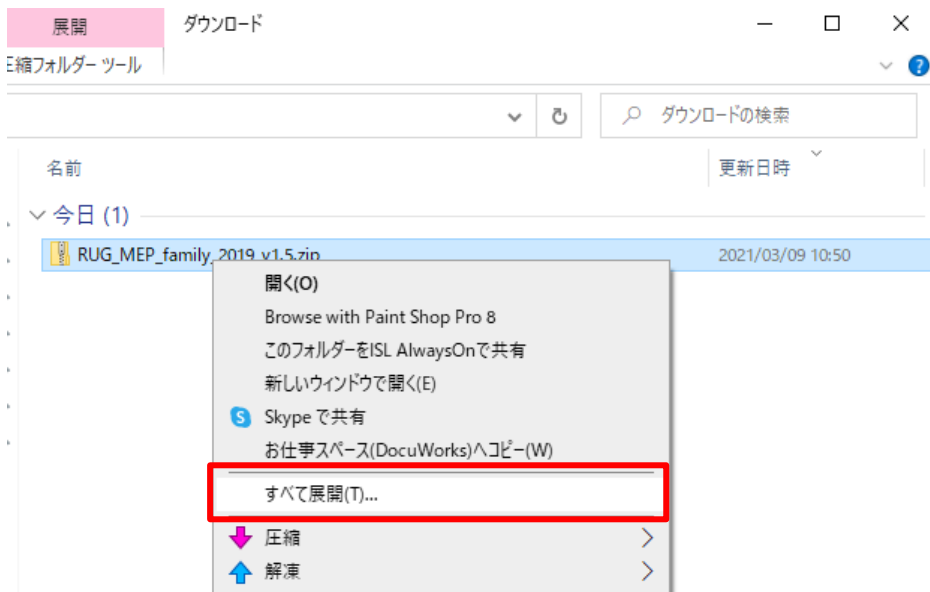 展開
ダウンロード
圧縮フォルダー ツール
ダウンロードの検索
名前
更新日時
今日 (1)
RUG_MEP_family_2019_v1.5.zip
2021/03/09 10:50
開く(O)
Browse with Paint Shop Pro 8
このフォルダーをISL AlwaysOnで共有
新しいウィンドウで開く(E)
Skype で共有
お仕事スペース(DocuWorks)へコピー(W)
すべて展開(T)...
圧縮
解凍